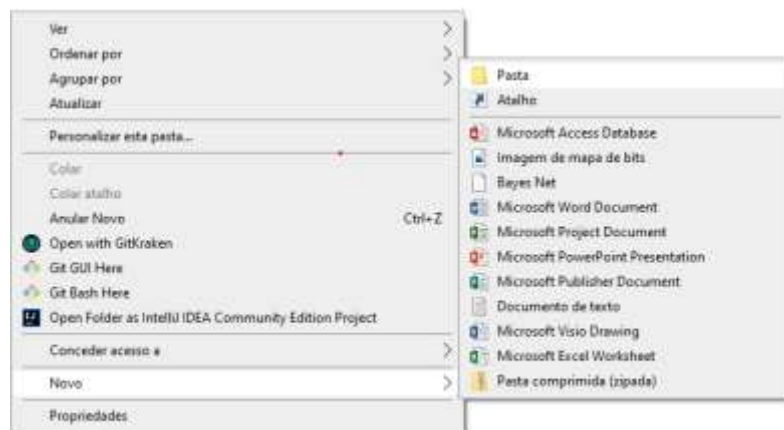 Ver
Ordenar por
Agrupar por
Atualizar
Personalizar esta pasta...
Colar
Colar atalho
Anular Novo Ctrl+Z
Open with GitKraken
Git GUI Here
Git Bash Here
Open Folder as IntelliJ IDEA Community Edition Project
Conceder acesso a
Novo
Propriedades
Pasta
Atalho
Microsoft Access Database
Imagem de mapa de bits
Bayes Net
Microsoft Word Document
Microsoft Project Document
Microsoft PowerPoint Presentation
Microsoft Publisher Document
Documento de texto
Microsoft Visio Drawing
Microsoft Excel Worksheet
Pasta comprimida (zipada)